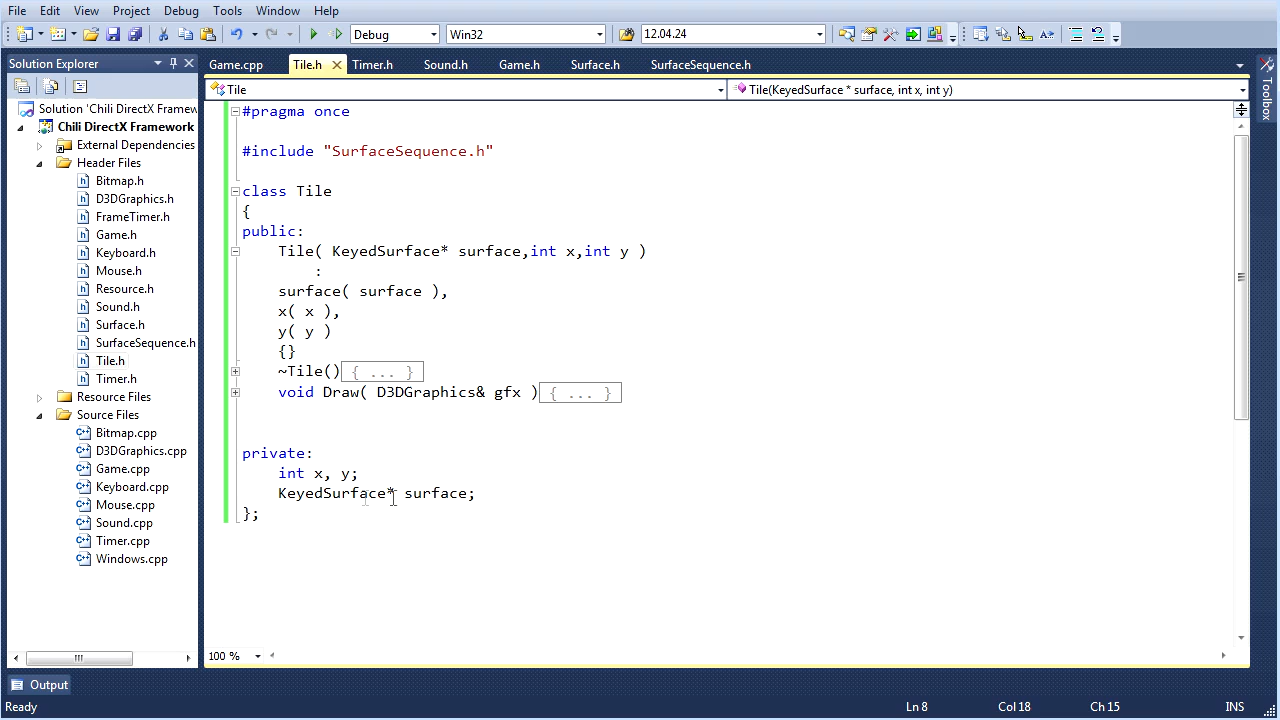 File Edit View Project Debug Tools Window Help
Debug Win32 12.04.24
Solution Explorer
Game.cpp Tile.h Timer.h Sound.h Game.h Surface.h SurfaceSequence.h
Toolbox
Tile Tile(KeyedSurface * surface, int x, int y)
Solution 'Chili DirectX Framew
Chili DirectX Framework
External Dependencies
Header Files
Bitmap.h
D3DGraphics.h
FrameTimer.h
Game.h
Keyboard.h
Mouse.h
Resource.h
Sound.h
Surface.h
SurfaceSequence.h
Tile.h
Timer.h
Resource Files
Source Files
Bitmap.cpp
D3DGraphics.cpp
Game.cpp
Keyboard.cpp
Mouse.cpp
Sound.cpp
Timer.cpp
Windows.cpp
#pragma once
#include "SurfaceSequence.h"
class Tile
{
public:
Tile( KeyedSurface* surface,int x,int y )
:
surface( surface ),
x( x ),
y( y )
{}
~Tile(){ ... }
void Draw( D3DGraphics& gfx ){ ... }
private:
int x, y;
KeyedSurface* surface;
};
100 %
Output
Ready Ln 8 Col 18 Ch 15 INS